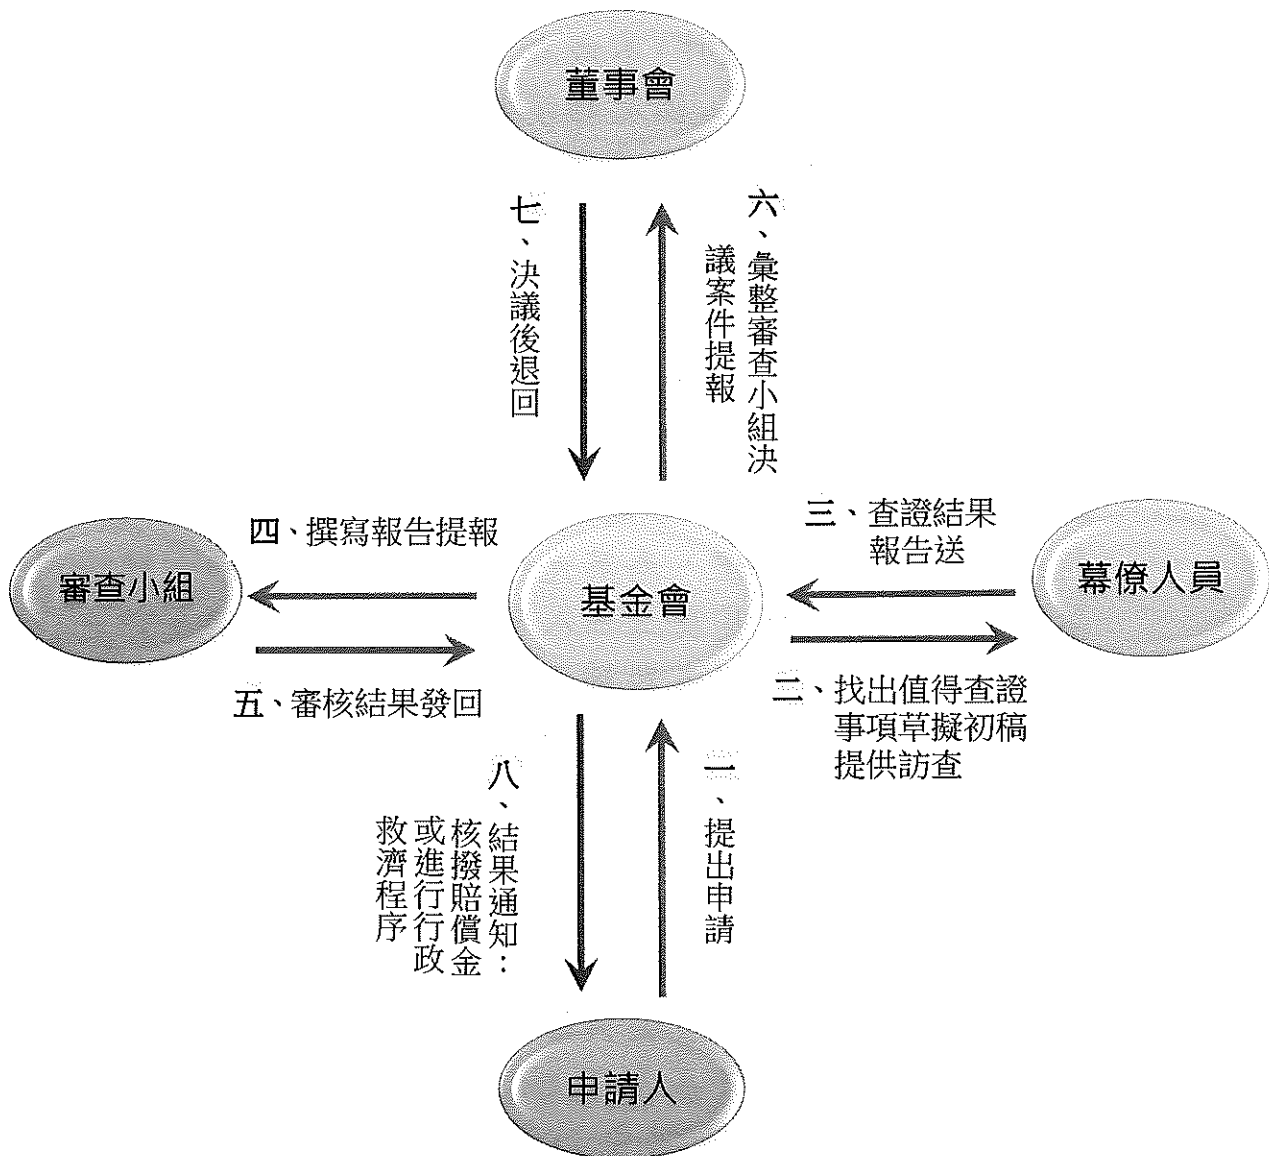 董事會
七、決議後退回
六、彙整審查小組決
議案件提報
四、撰寫報告提報
三、查證結果
報告送
審查小組
基金會
幕僚人員
五、審核結果發回
二、找出值得查證
事項草擬初稿
提供訪查
八、結果通知：
核撥賠償金
或進行行政
救濟程序
一、提出申請
申請人